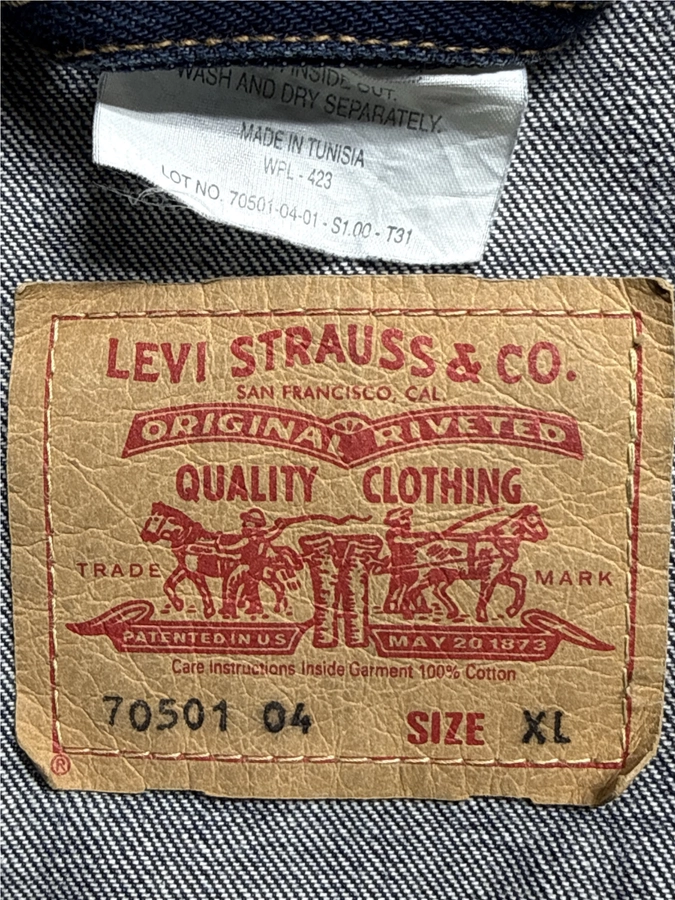 INSIDE OUT.
WASH AND DRY SEPARATELY.
MADE IN TUNISIA
WPL - 423
LOT NO. 70501-04-01 - S1.00 - T31
LEVI STRAUSS & CO.
SAN FRANCISCO, CAL.
ORIGINAL RIVETED
QUALITY CLOTHING
TRADE MARK
PATENTED IN U S MAY 20 1873
Care Instructions Inside Garment 100% Cotton
70501 04 SIZE XL
®